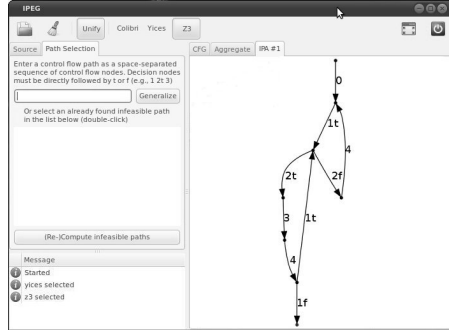 IPEG
Unify Colibri Yices Z3
Source Path Selection
CFG Aggregate IPA #1
Enter a control flow path as a space-separated
sequence of control flow nodes. Decision nodes
must be directly followed by t or f (e.g., 1 2t 3)
Generalize
Or select an already found infeasible path
in the list below (double-click)
(Re-)Compute infeasible paths
Message
Started
yices selected
z3 selected
0
1t
4
2t
2f
3
1t
4
1f